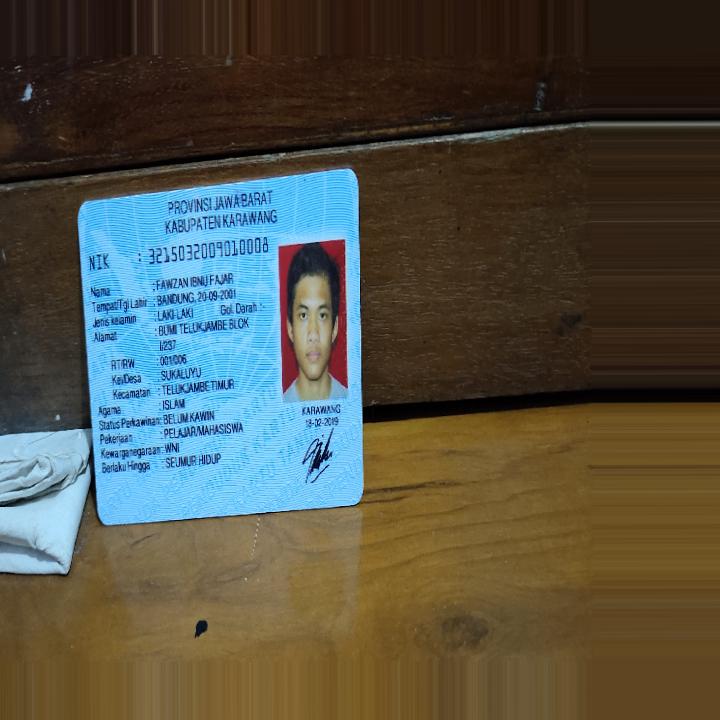 PROVINSI JAWA BARAT
KABUPATEN KARAWANG
NIK : 3215032009010008
Nama : FAWZAN IBNU FAJAR
Tempat/Tgl Lahir : BANDUNG, 20-09-2001
Jenis kelamin : LAKI-LAKI Gol. Darah :-
Alamat : BUMI TELUKJAMBE BLOK
I/237
RT/RW : 001/006
Kel/Desa : SUKALUYU
Kecamatan : TELUKJAMBE TIMUR
Agama : ISLAM
Status Perkawinan: BELUM KAWIN
Pekerjaan : PELAJAR/MAHASISWA
Kewarganegaraan: WNI
Berlaku Hingga : SEUMUR HIDUP
KARAWANG
13-02-2019